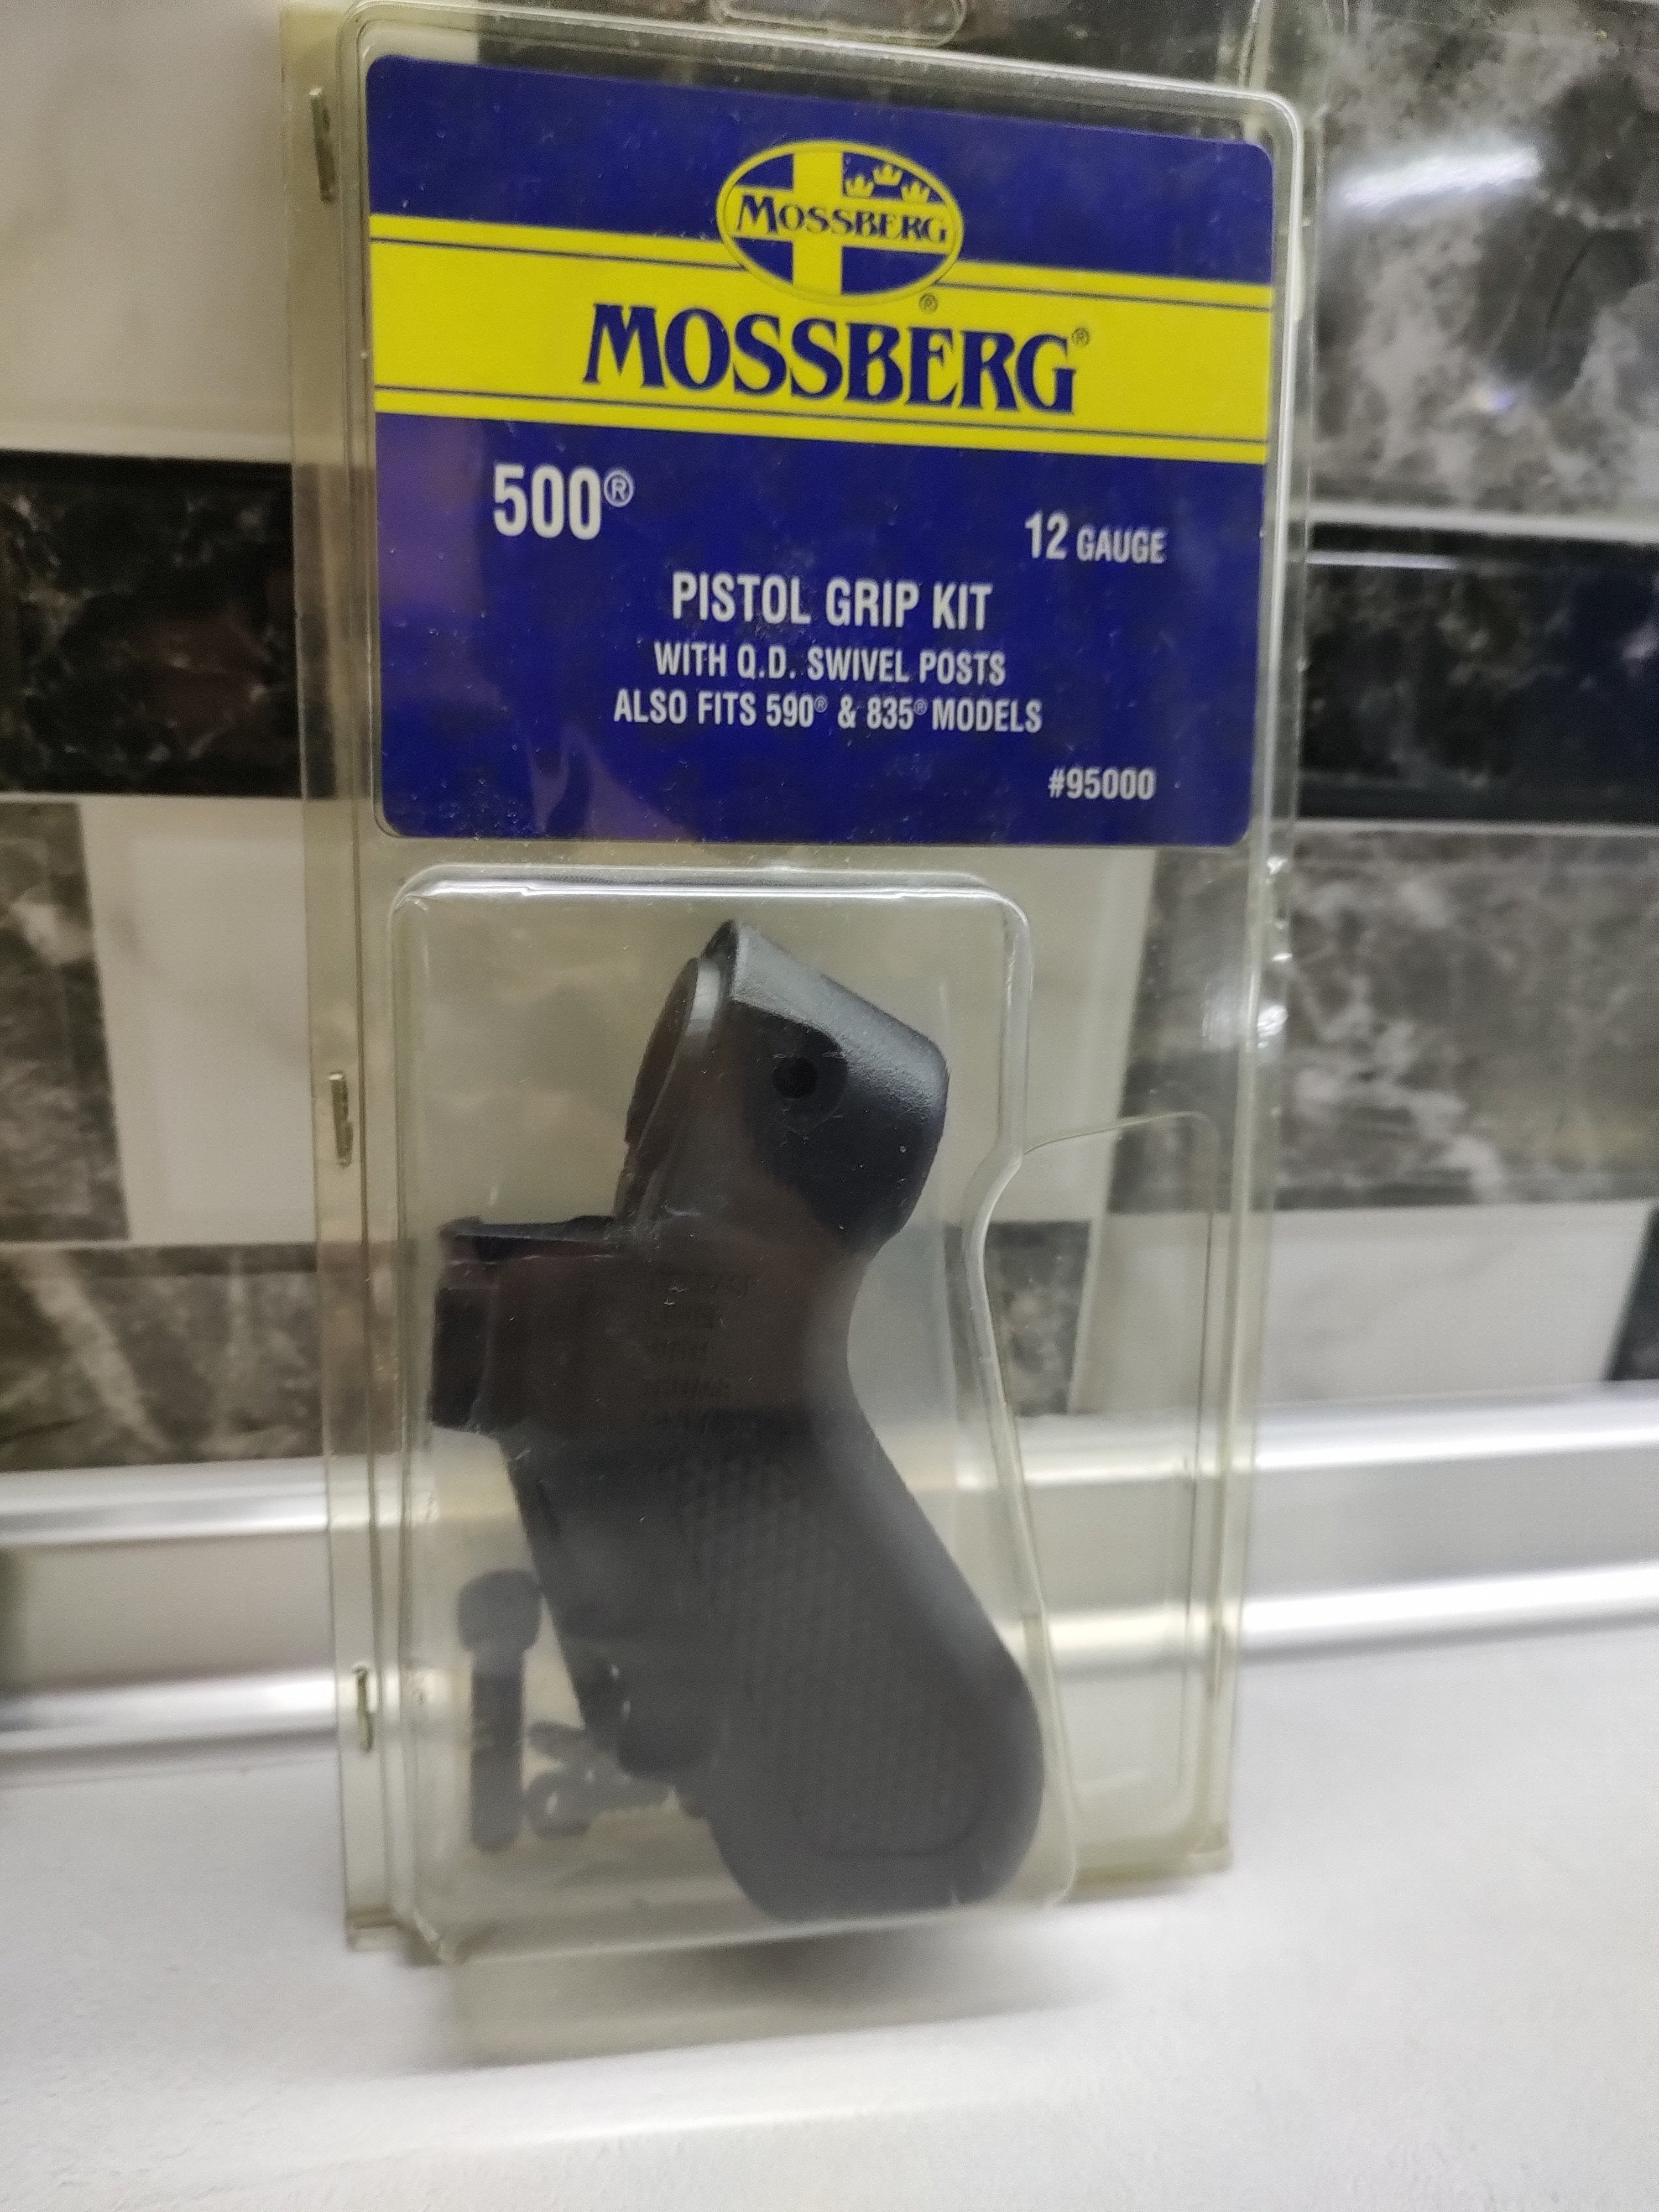 MOSSBERG
®
MOSSBERG®
500®
12 GAUGE
PISTOL GRIP KIT
WITH Q.D. SWIVEL POSTS
ALSO FITS 590® & 835® MODELS
#95000